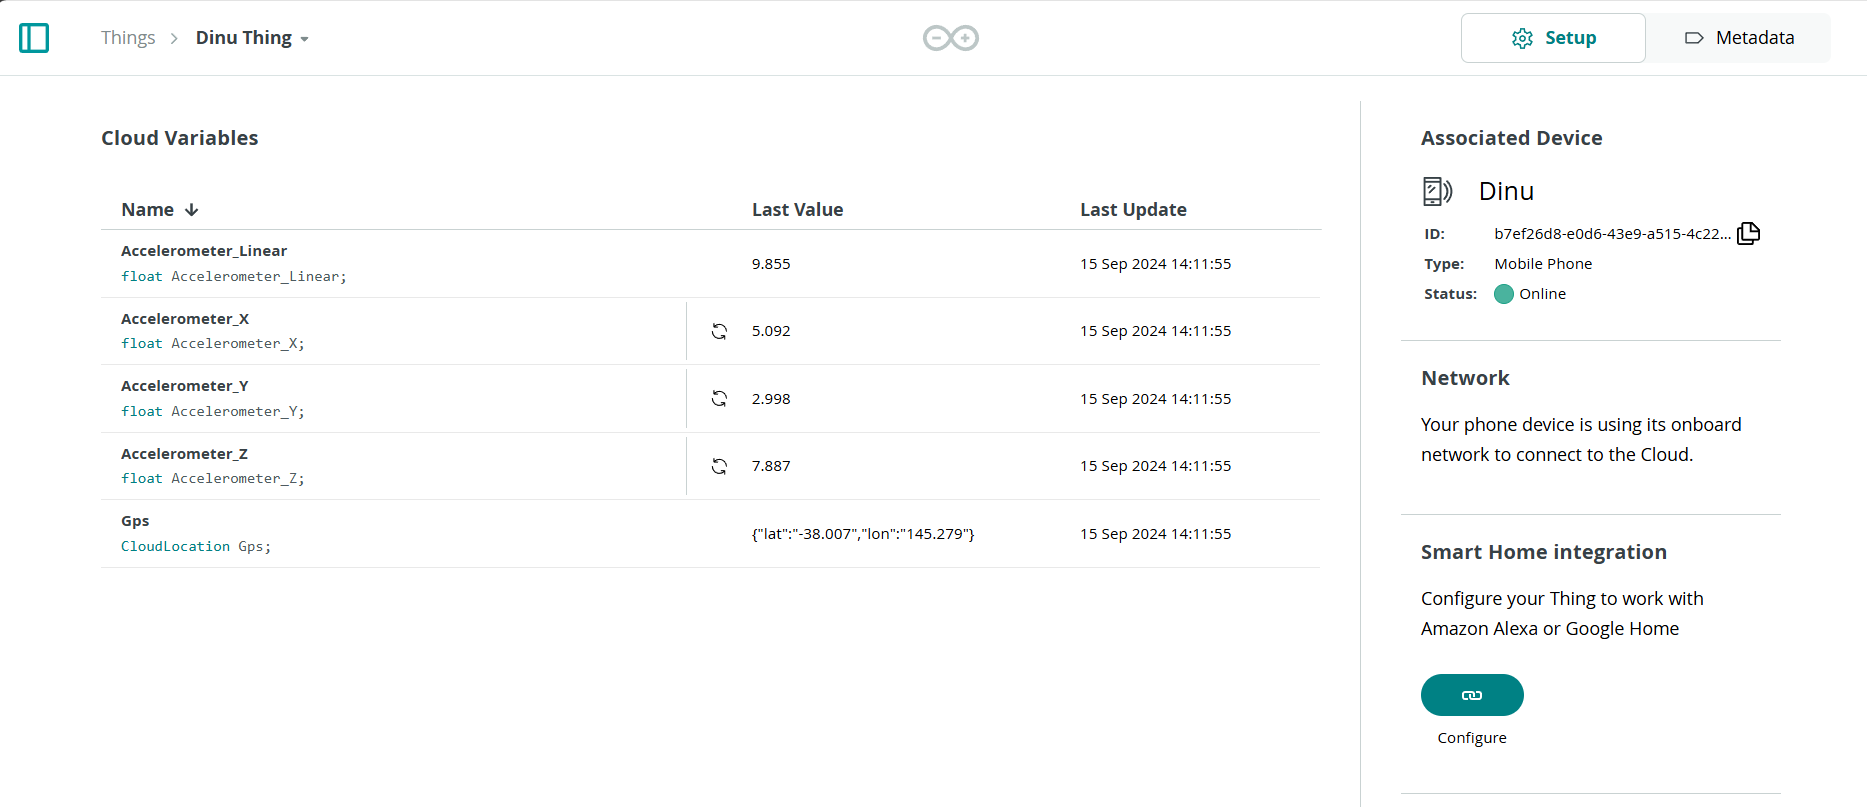 Things > Dinu Thing
Setup
Metadata
Cloud Variables
Name Last Value Last Update
Accelerometer_Linear
float Accelerometer_Linear;
9.855 15 Sep 2024 14:11:55
Accelerometer_X
float Accelerometer_X;
5.092 15 Sep 2024 14:11:55
Accelerometer_Y
float Accelerometer_Y;
2.998 15 Sep 2024 14:11:55
Accelerometer_Z
float Accelerometer_Z;
7.887 15 Sep 2024 14:11:55
Gps
CloudLocation Gps;
{"lat":"-38.007","lon":"145.279"} 15 Sep 2024 14:11:55
Associated Device
Dinu
ID: b7ef26d8-e0d6-43e9-a515-4c22...
Type: Mobile Phone
Status: Online
Network
Your phone device is using its onboard
network to connect to the Cloud.
Smart Home integration
Configure your Thing to work with
Amazon Alexa or Google Home
Configure